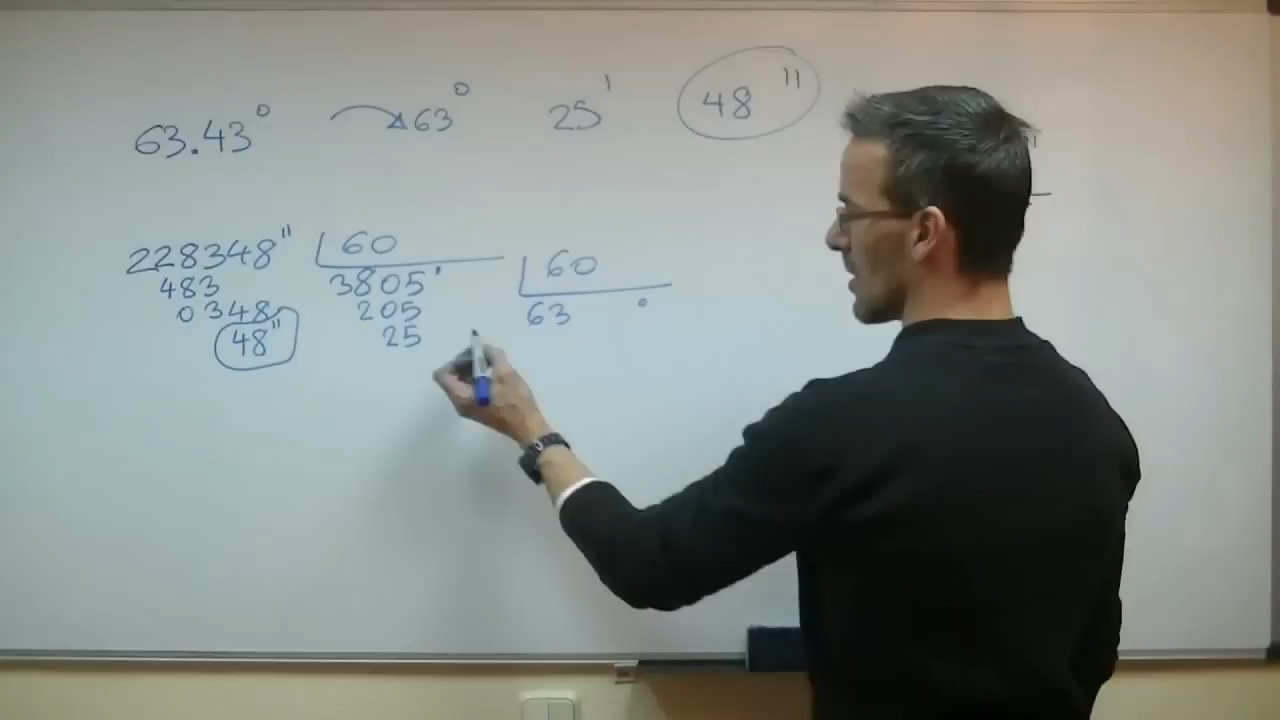 63.43° 63° 25' 48''
228348'' 60 60
483 3805' 63°
0348 205
48'' 25